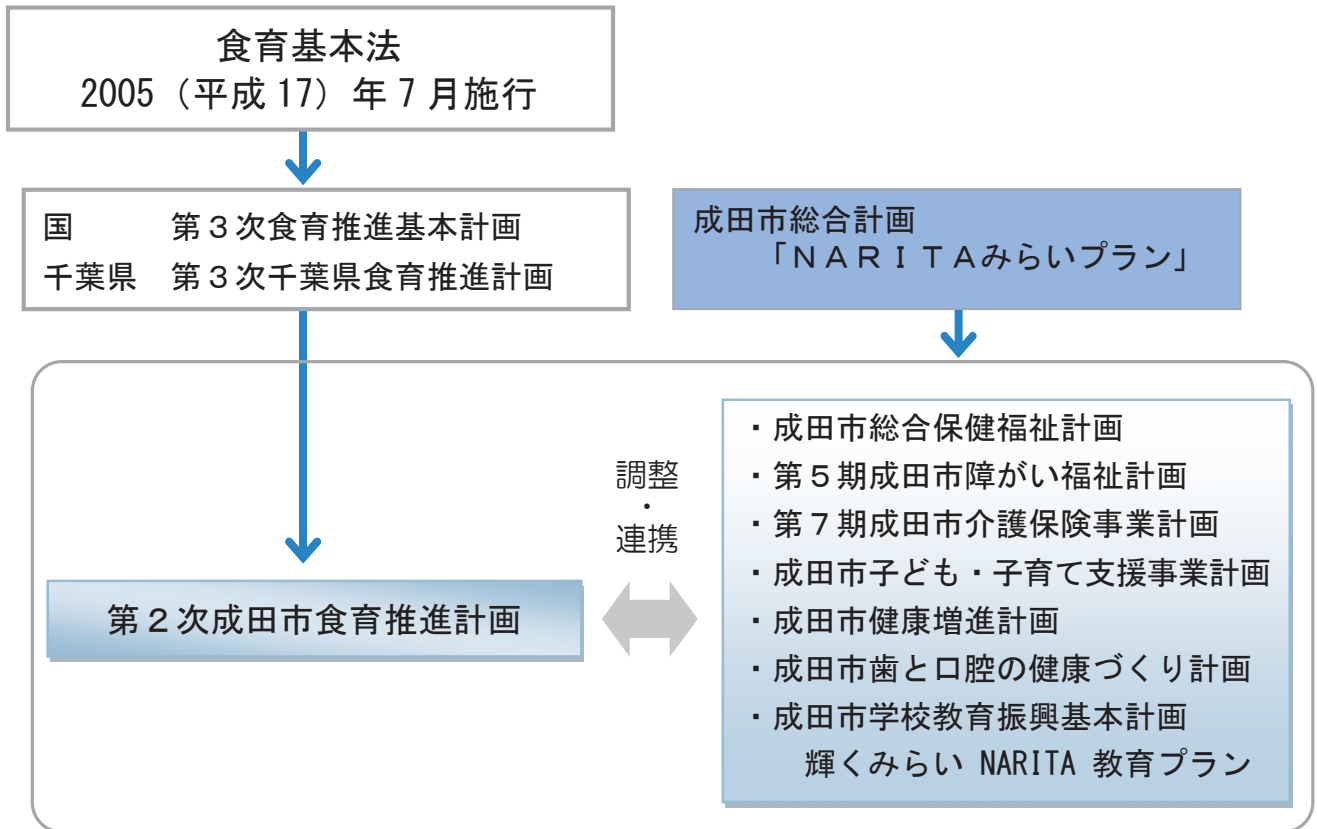 食育基本法
2005（平成 17）年 7 月施行
国　　　第３次食育推進基本計画
千葉県　第３次千葉県食育推進計画
成田市総合計画
「ＮＡＲＩＴＡみらいプラン」
第２次成田市食育推進計画
調整
・
連携
・成田市総合保健福祉計画
・第５期成田市障がい福祉計画
・第７期成田市介護保険事業計画
・成田市子ども・子育て支援事業計画
・成田市健康増進計画
・成田市歯と口腔の健康づくり計画
・成田市学校教育振興基本計画
輝くみらい NARITA 教育プラン